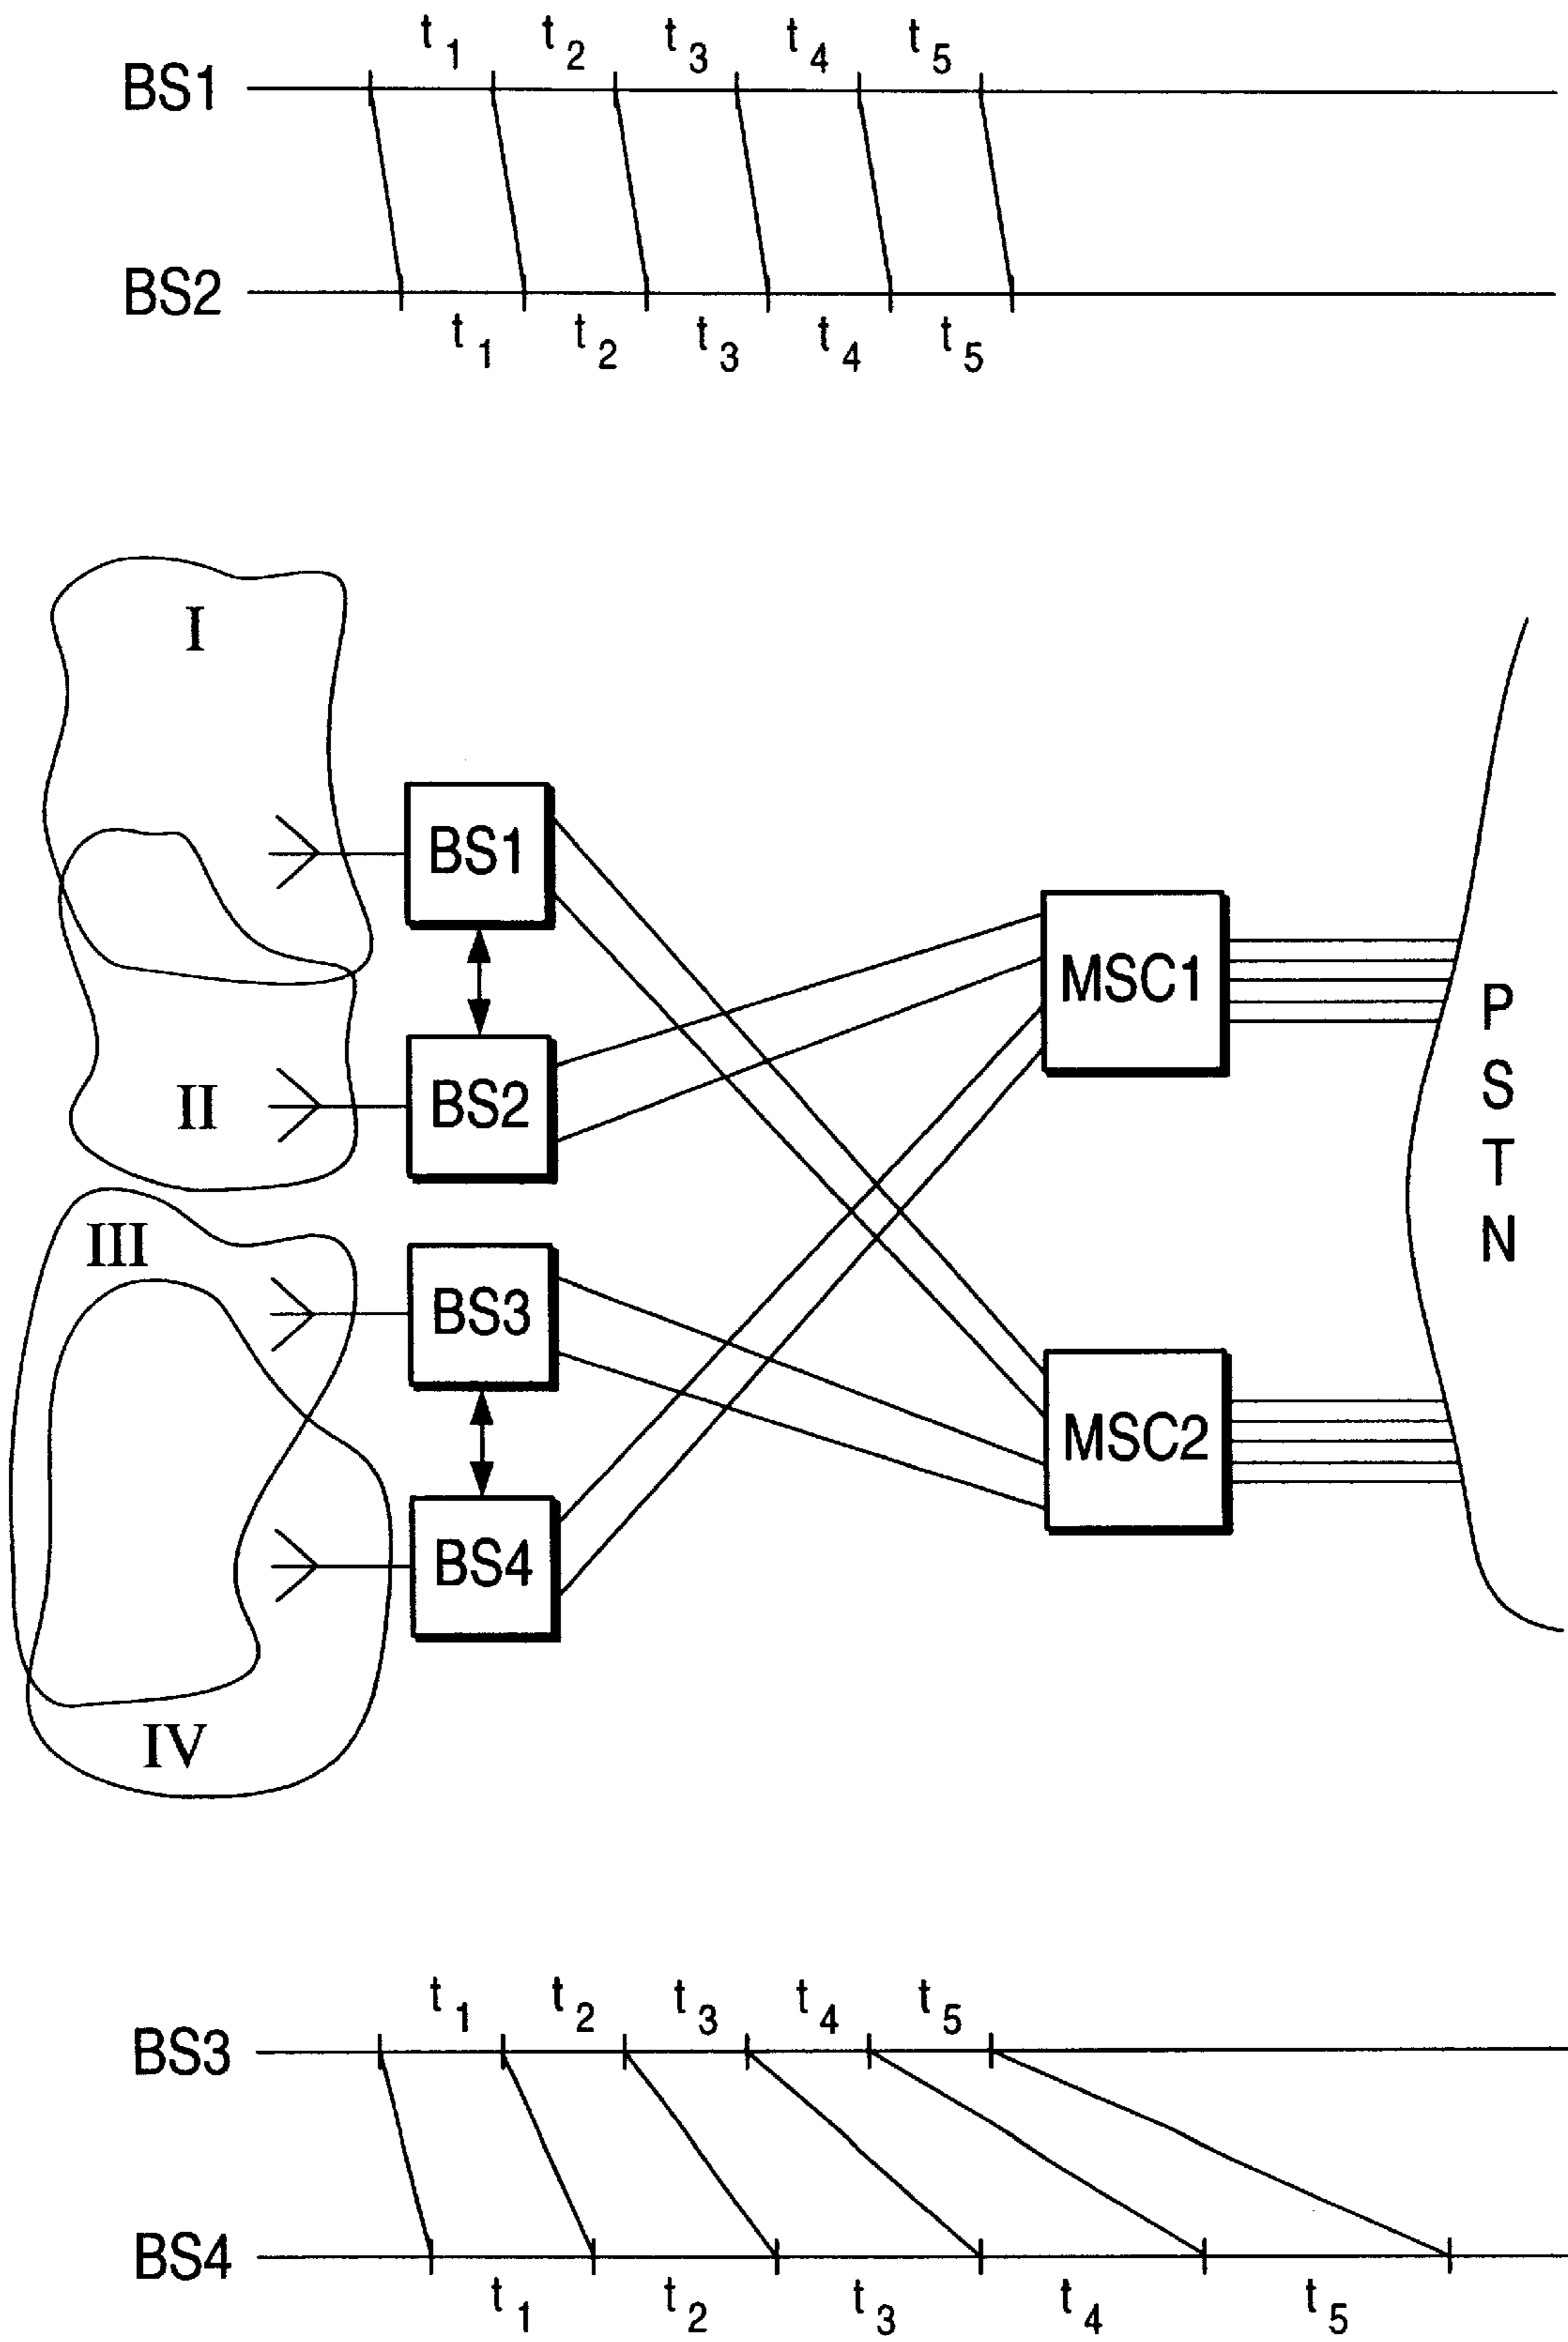 t1 t2 t3 t4 t5
BS1
BS2
t1 t2 t3 t4 t5
I
BS1
MSC1
II
BS2
P
S
T
N
III
BS3
MSC2
BS4
IV
t1 t2 t3 t4 t5
BS3
BS4
t1 t2 t3 t4 t5